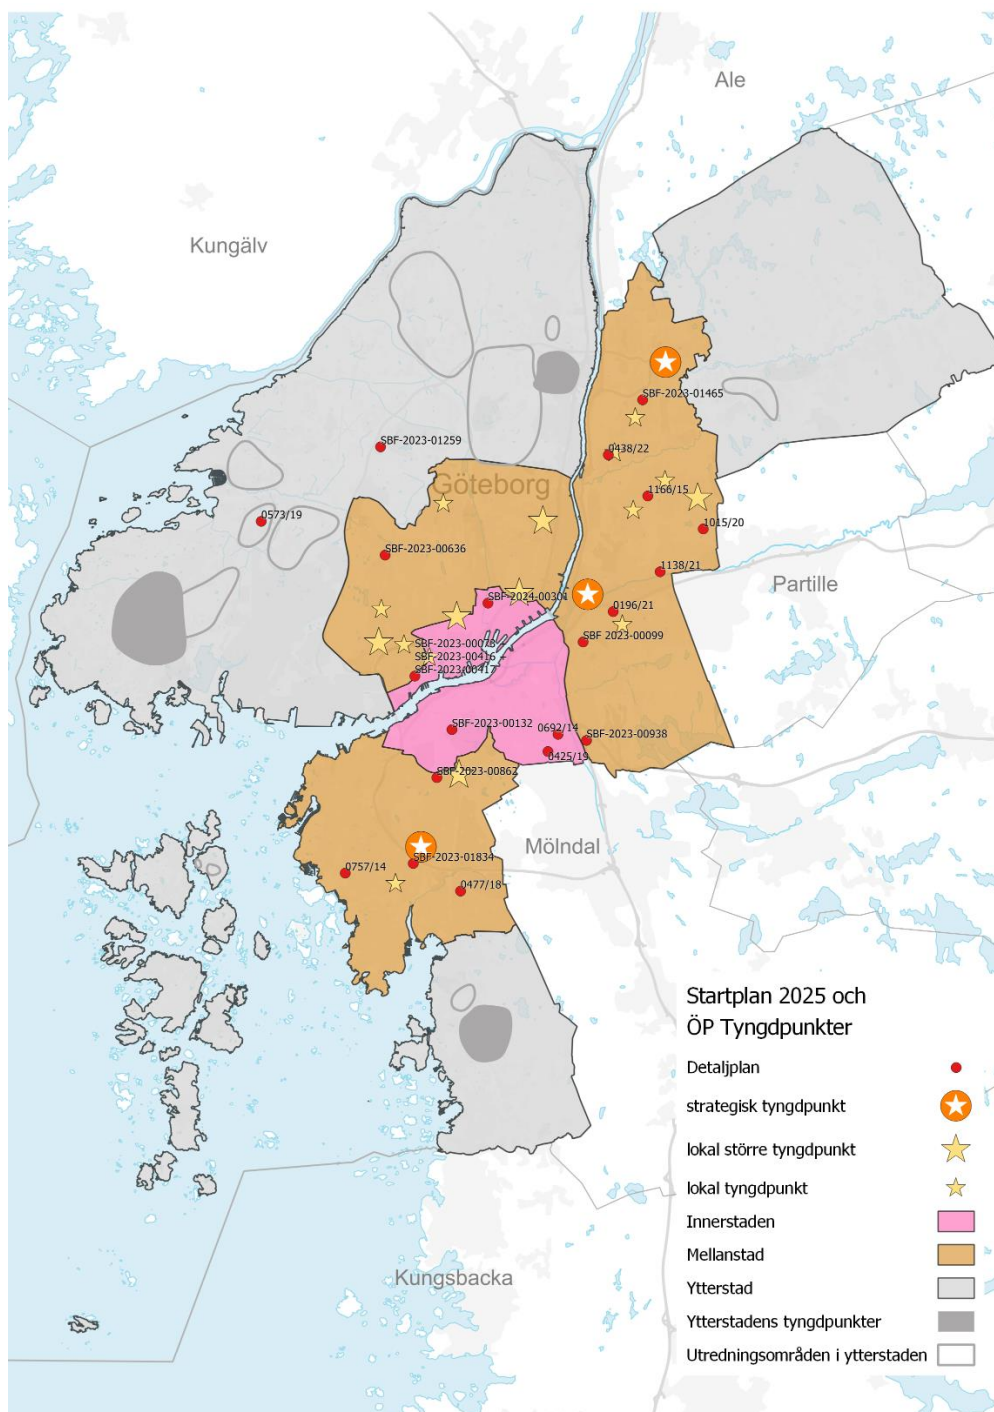 Ale
Kungälv
SBF-2023-01465
SBF-2023-01259
0438/22
Göteborg
1166/15
0573/19
1015/20
SBF-2023-00636
1138/21
Partille
SBF-2024-00301
0196/21
SBF-2023-00078
SBF 2023-00099
SBF-2023-00416
SBF-2023-00417
SBF-2023-00132
0692/14
SBF-2023-00938
0425/19
SBF-2023-00862
Mölndal
SBF-2023-01834
0757/14
0477/18
Startplan 2025 och
ÖP Tyngdpunkter
Detaljplan
strategisk tyngdpunkt
lokal större tyngdpunkt
lokal tyngdpunkt
Innerstaden
Kungsbacka
Mellanstad
Ytterstad
Ytterstadens tyngdpunkter
Utredningsområden i ytterstaden